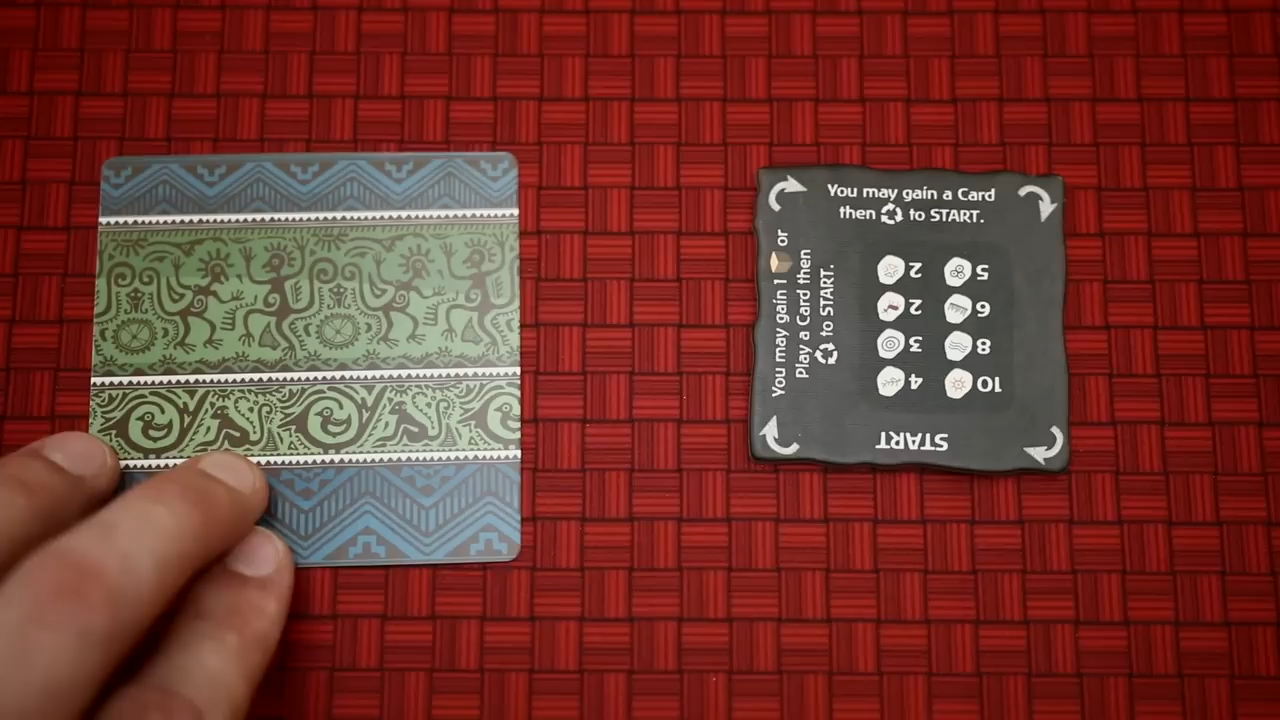 You may gain a Card
then to START.
You may gain 1 or
Play a Card then
to START.
START
10 4
8 3
6 2
5 2